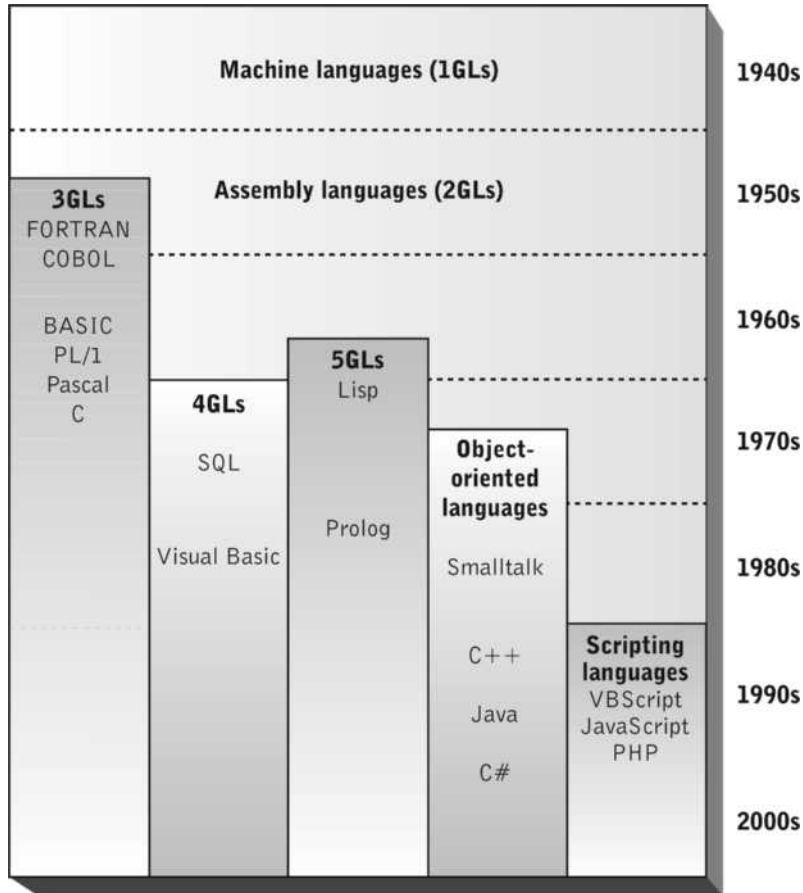 Machine languages (1GLs)
1940s
Assembly languages (2GLs)
1950s
3GLs
FORTRAN
COBOL
BASIC
PL/1
Pascal
C
1960s
4GLs
SQL
Visual Basic
5GLs
Lisp
Prolog
1970s
Object-
oriented
languages
Smalltalk
C++
Java
C#
1980s
Scripting
languages
VBScript
JavaScript
PHP
1990s
2000s